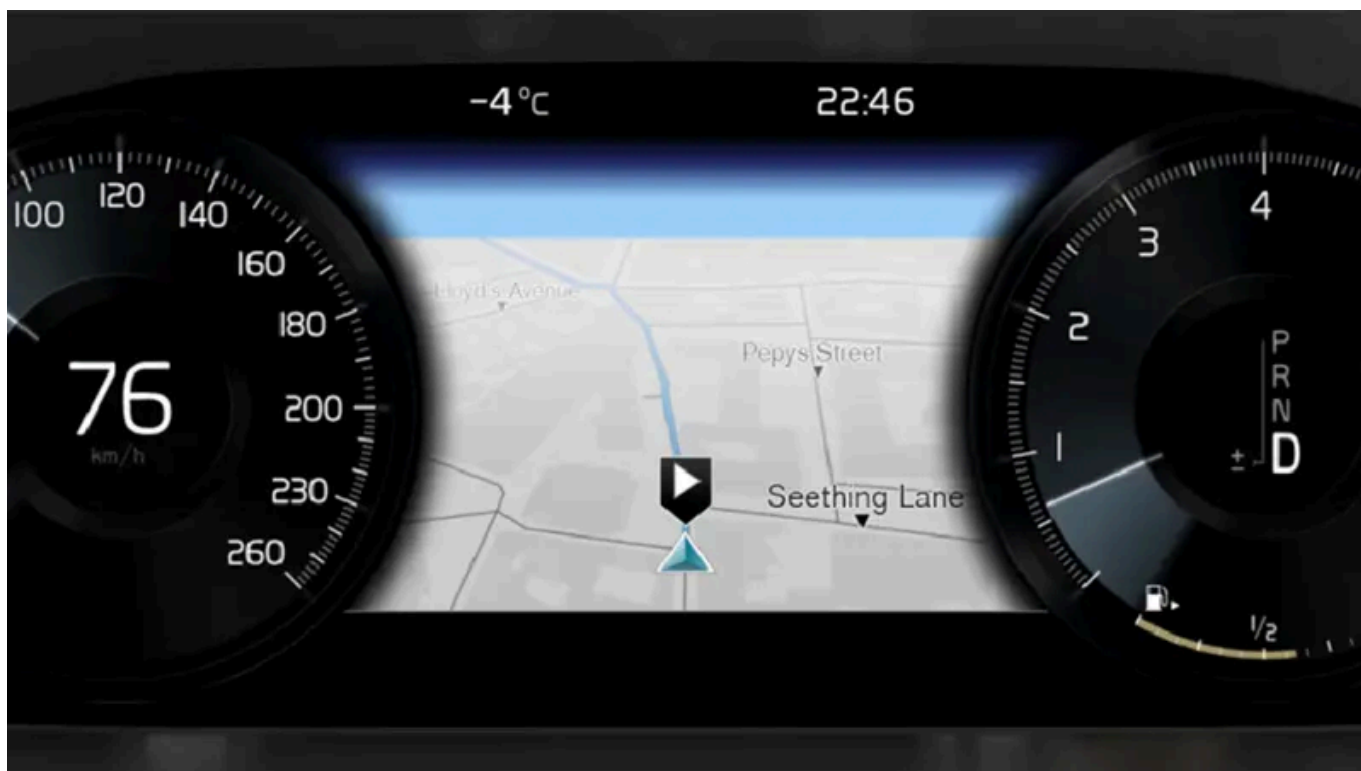 -4°C
22:46
100
120
140
160
180
200
230
260
76
km/h
Lloyd's Avenue
Pepys Street
Seething Lane
1
2
3
4
P
R
N
± D
1/2